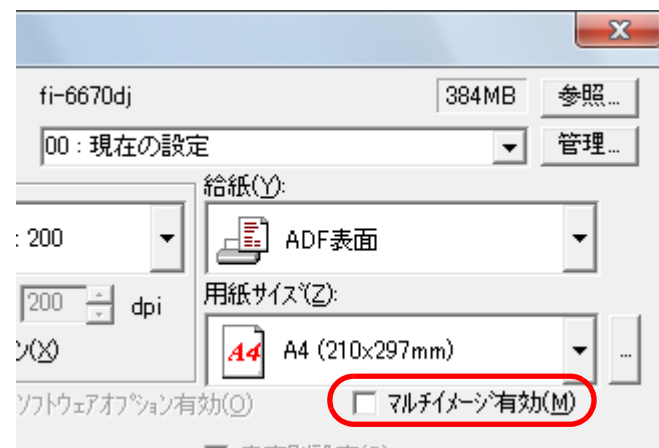 fi-6670dj 384MB 参照...
00 : 現在の設定 管理...
給紙(Y):
: 200 ADF表面
200 dpi 用紙サイズ(Z):
ン(X) A4 A4 (210x297mm) ...
ソフトウェアオプション有効(O) マルチイメージ有効(M)